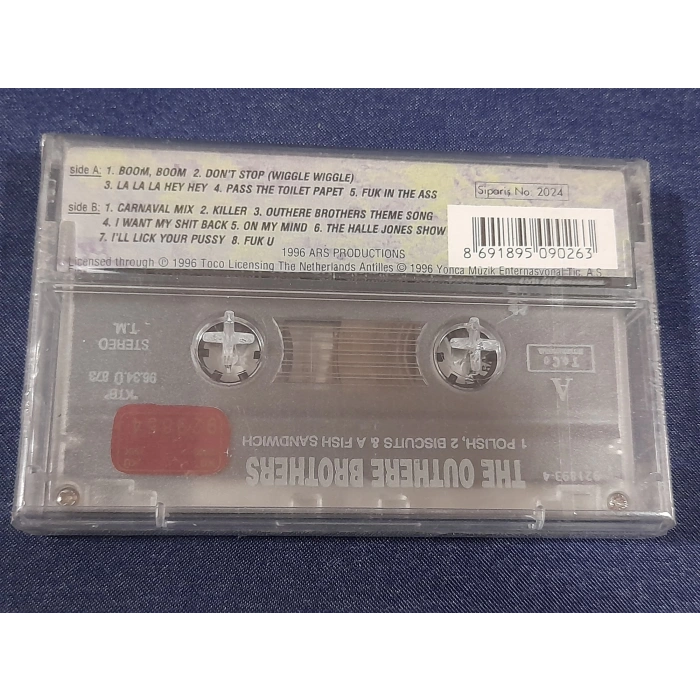 side A: 1. BOOM, BOOM 2. DON'T STOP (WIGGLE WIGGLE)
3. LA LA LA HEY HEY 4. PASS THE TOILET PAPET 5. FUK IN THE ASS
Sipariş No. 2024
side B: 1. CARNAVAL MIX 2. KILLER 3. OUTHERE BROTHERS THEME SONG
4. I WANT MY SHIT BACK 5. ON MY MIND 6. THE HALLE JONES SHOW
7. I'LL LICK YOUR PUSSY 8. FUK U
8 691895 090263
1996 ARS PRODUCTIONS
Licensed through ℗ 1996 Toco Licensing The Netherlands Antilles © 1996 Yonca Müzik Enternasyonal Tic. A.S
STEREO
T.M.
"KTB"
A
1 POLISH, 2 BISCUITS & A FISH SANDWICH
THE OUTHERE BROTHERS